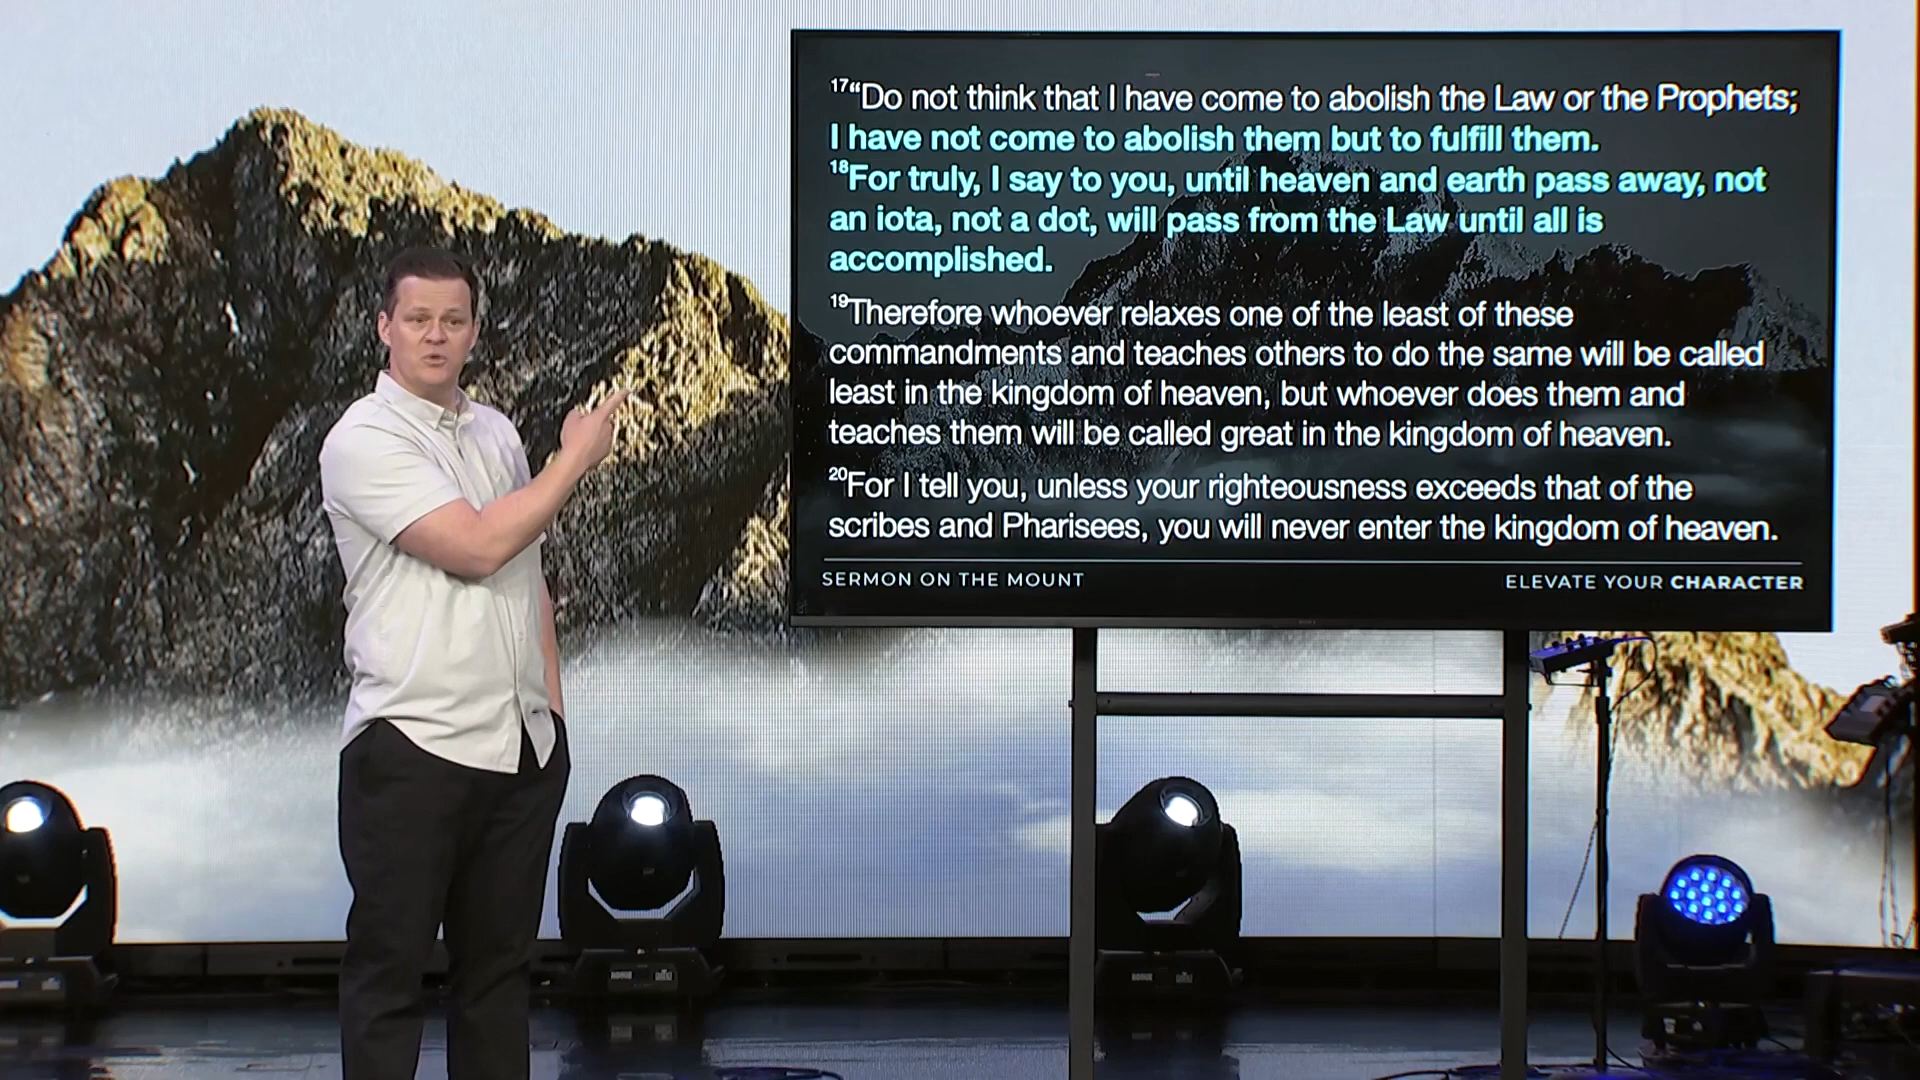 17“Do not think that I have come to abolish the Law or the Prophets;
I have not come to abolish them but to fulfill them.
18For truly, I say to you, until heaven and earth pass away, not
an iota, not a dot, will pass from the Law until all is
accomplished.
19Therefore whoever relaxes one of the least of these
commandments and teaches others to do the same will be called
least in the kingdom of heaven, but whoever does them and
teaches them will be called great in the kingdom of heaven.
20For I tell you, unless your righteousness exceeds that of the
scribes and Pharisees, you will never enter the kingdom of heaven.
SERMON ON THE MOUNT
ELEVATE YOUR CHARACTER